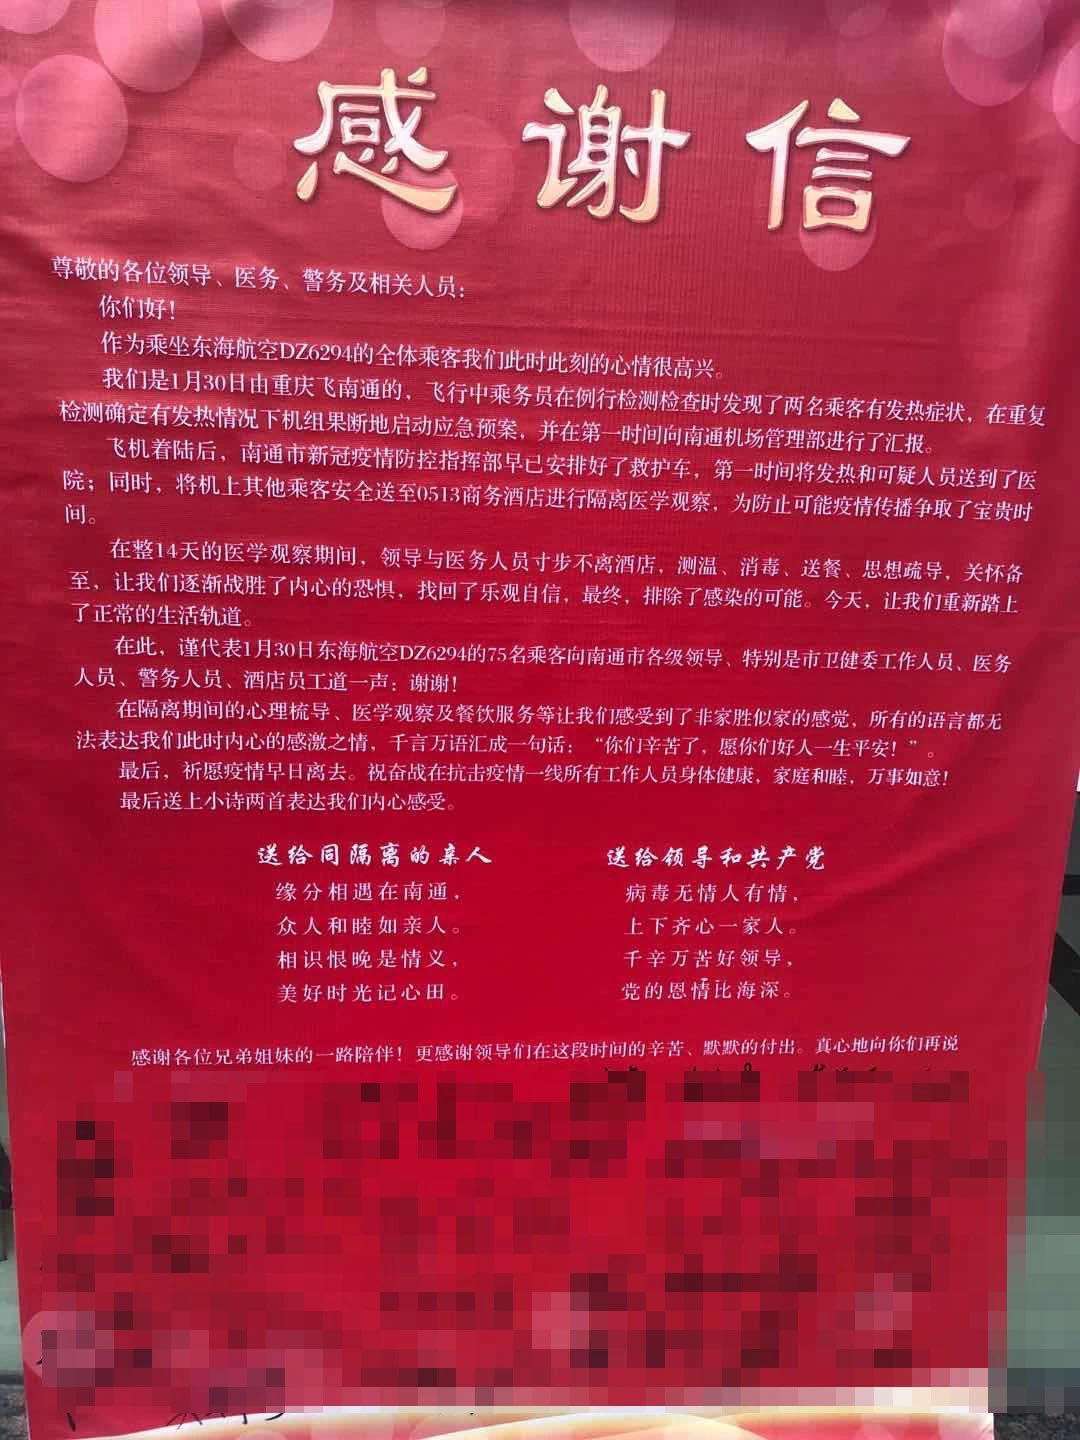 感谢信
尊敬的各位领导、医务、警务及相关人员：
你们好！
作为乘坐东海航空DZ6294的全体乘客我们此时此刻的心情很高兴。
我们是1月30日由重庆飞南通的，飞行中乘务员在例行检测检查时发现了两名乘客有发热症状，在重复
检测确定有发热情况下机组果断地启动应急预案，并在第一时间向南通机场管理部进行了汇报。
飞机着陆后，南通市新冠疫情防控指挥部早已安排好了救护车，第一时间将发热和可疑人员送到了医
院；同时，将机上其他乘客安全送至0513商务酒店进行隔离医学观察，为防止可能疫情传播争取了宝贵时
间。
在整14天的医学观察期间，领导与医务人员寸步不离酒店，测温、消毒、送餐、思想疏导，关怀备
至，让我们逐渐战胜了内心的恐惧，找回了乐观自信，最终，排除了感染的可能。今天，让我们重新踏上
了正常的生活轨道。
在此，谨代表1月30日东海航空DZ6294的75名乘客向南通市各级领导、特别是市卫健委工作人员、医务
人员、警务人员、酒店员工道一声：谢谢！
在隔离期间的心理梳导、医学观察及餐饮服务等让我们感受到了非家胜似家的感觉，所有的语言都无
法表达我们此时内心的感激之情，千言万语汇成一句话：“你们辛苦了，愿你们好人一生平安！”。
最后，祈愿疫情早日离去。祝奋战在抗击疫情一线所有工作人员身体健康，家庭和睦，万事如意！
最后送上小诗两首表达我们内心感受。
送给同隔离的亲人
缘分相遇在南通，
众人和睦如亲人。
相识恨晚是情义，
美好时光记心田。
送给领导和共产党
病毒无情人有情，
上下齐心一家人。
千辛万苦好领导，
党的恩情比海深。
感谢各位兄弟姐妹的一路陪伴！更感谢领导们在这段时间的辛苦、默默的付出。真心地向你们再说